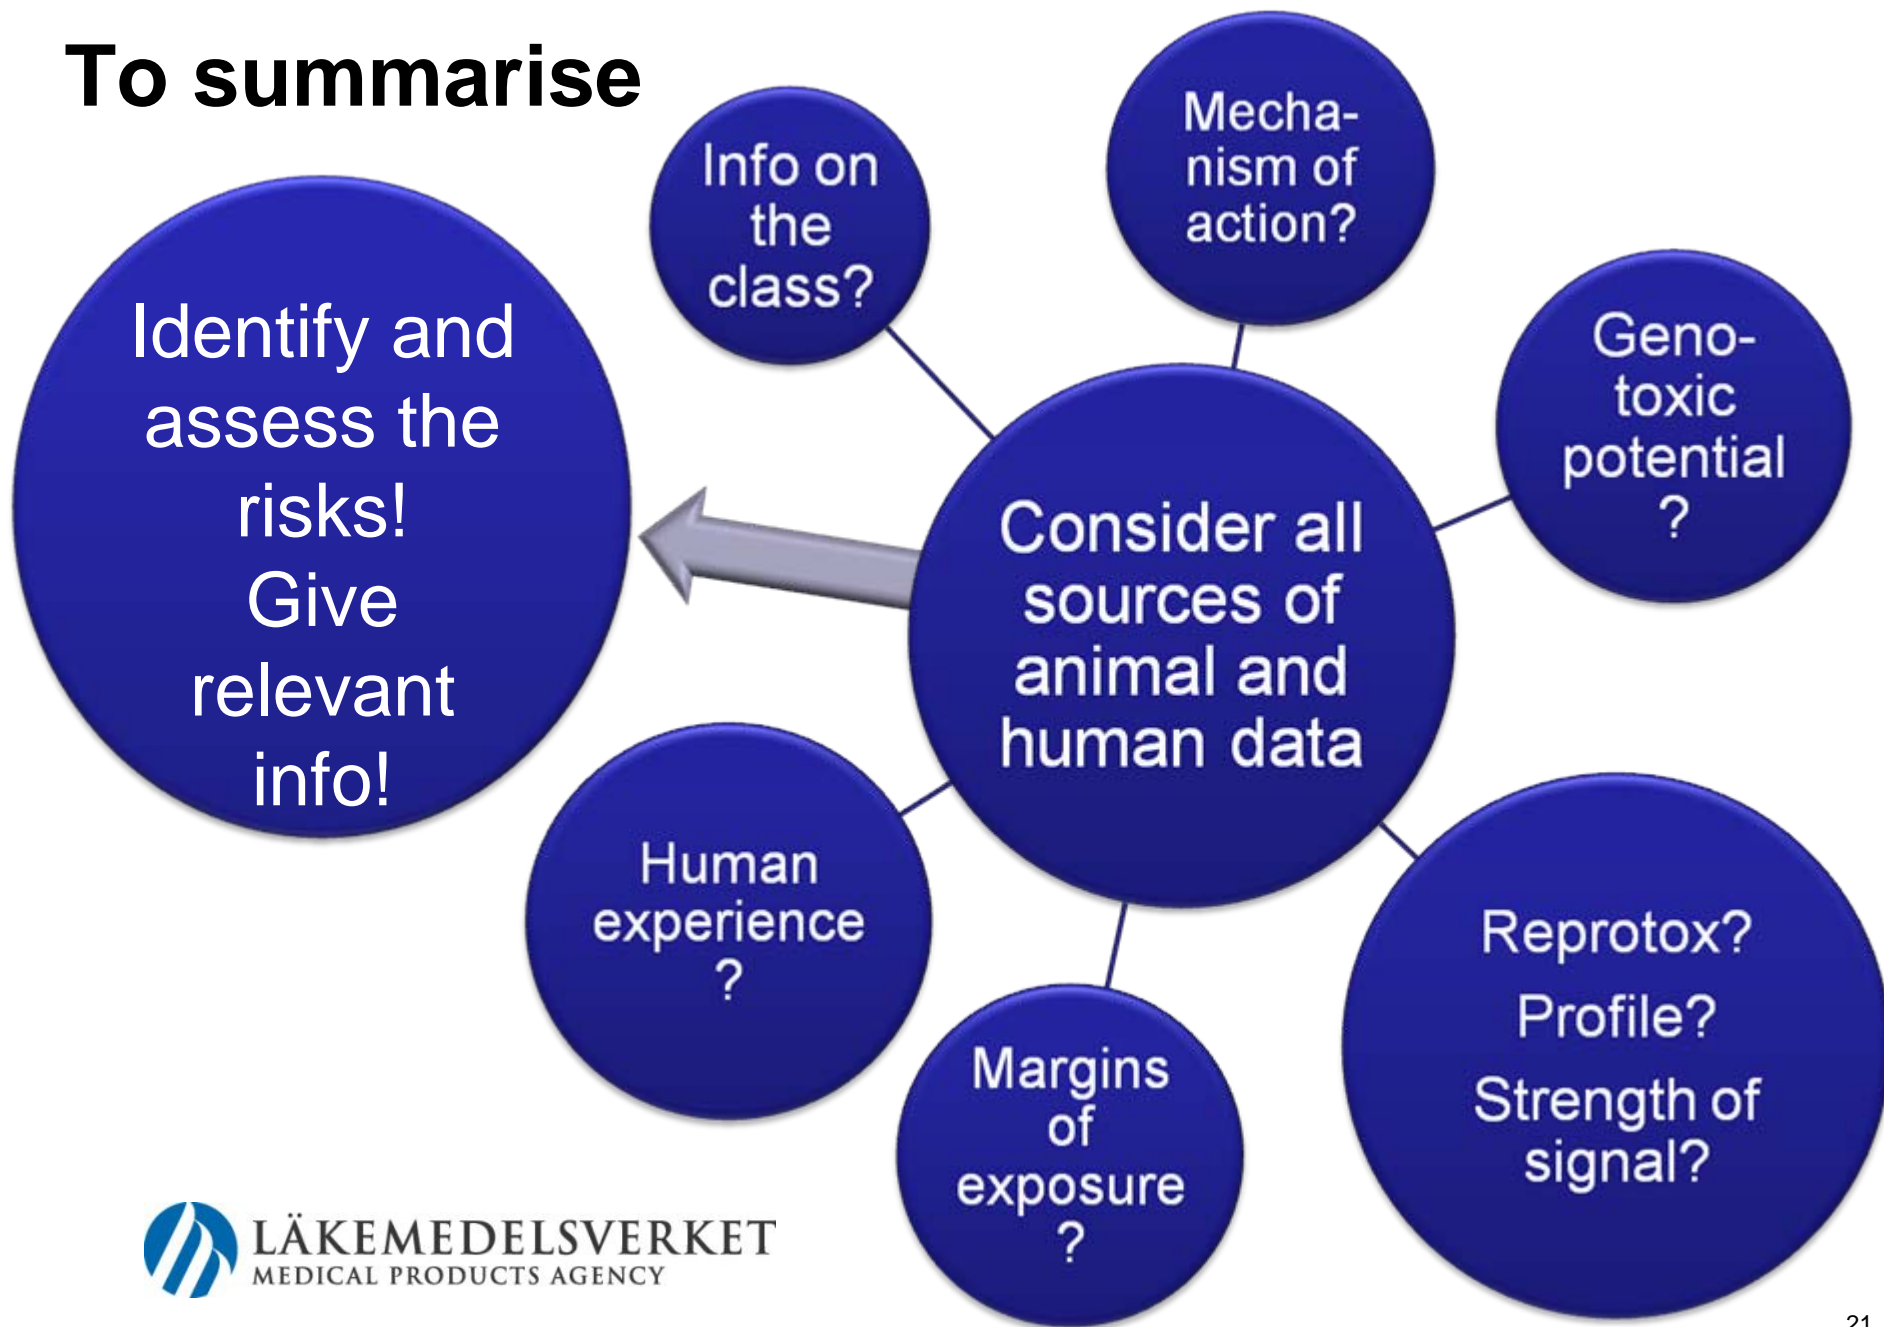 To summarise
Identify and
assess the
risks!
Give
relevant
info!
Info on
the
class?
Mecha-
nism of
action?
Geno-
toxic
potential
?
Consider all
sources of
animal and
human data
Reprotox?
Profile?
Strength of
signal?
Margins
of
exposure
?
Human
experience
?
LÄKEMEDELSVERKET
MEDICAL PRODUCTS AGENCY
21